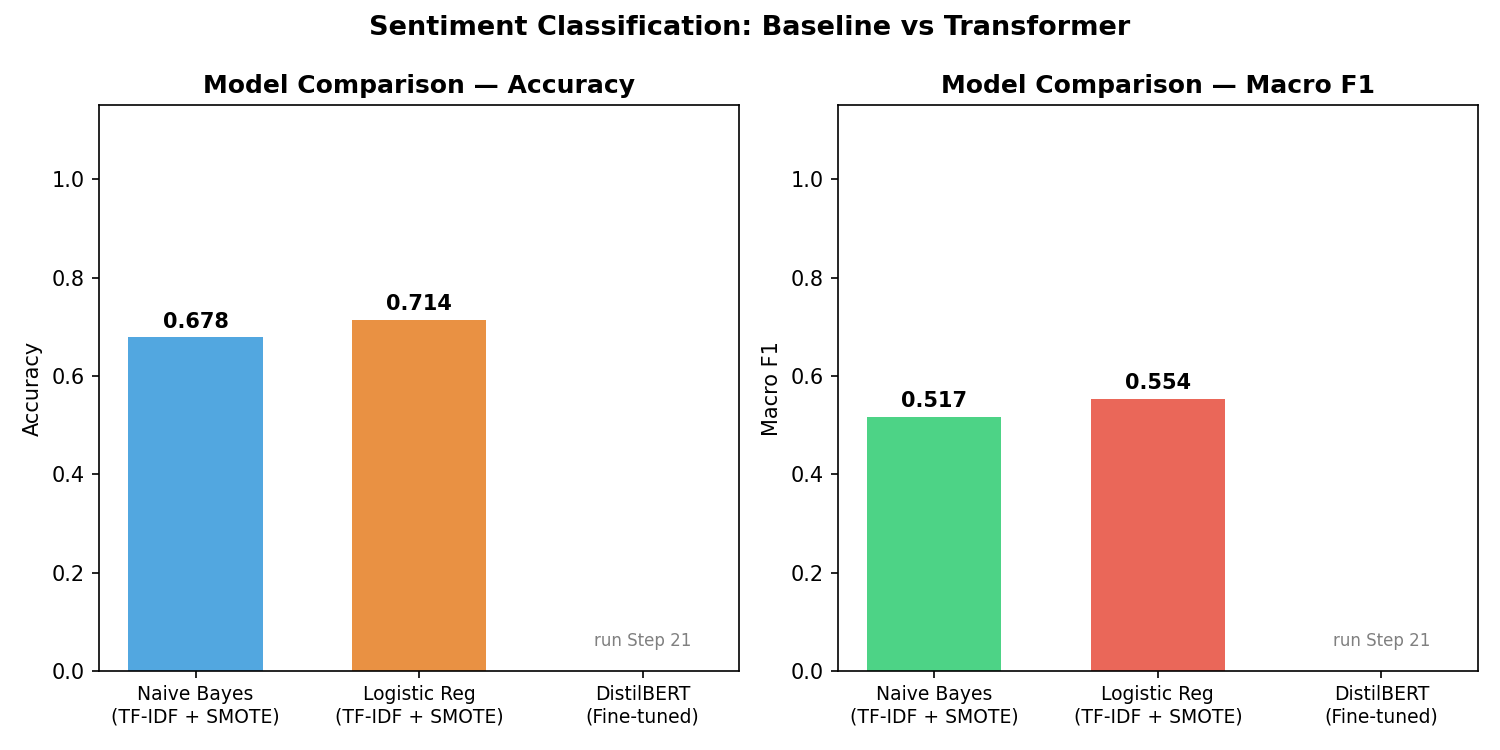 Sentiment Classification: Baseline vs Transformer
Model Comparison — Accuracy
Accuracy
1.0
0.8
0.6
0.4
0.2
0.0
0.678
0.714
run Step 21
Naive Bayes
(TF-IDF + SMOTE)
Logistic Reg
(TF-IDF + SMOTE)
DistilBERT
(Fine-tuned)
Model Comparison — Macro F1
Macro F1
1.0
0.8
0.6
0.4
0.2
0.0
0.517
0.554
run Step 21
Naive Bayes
(TF-IDF + SMOTE)
Logistic Reg
(TF-IDF + SMOTE)
DistilBERT
(Fine-tuned)